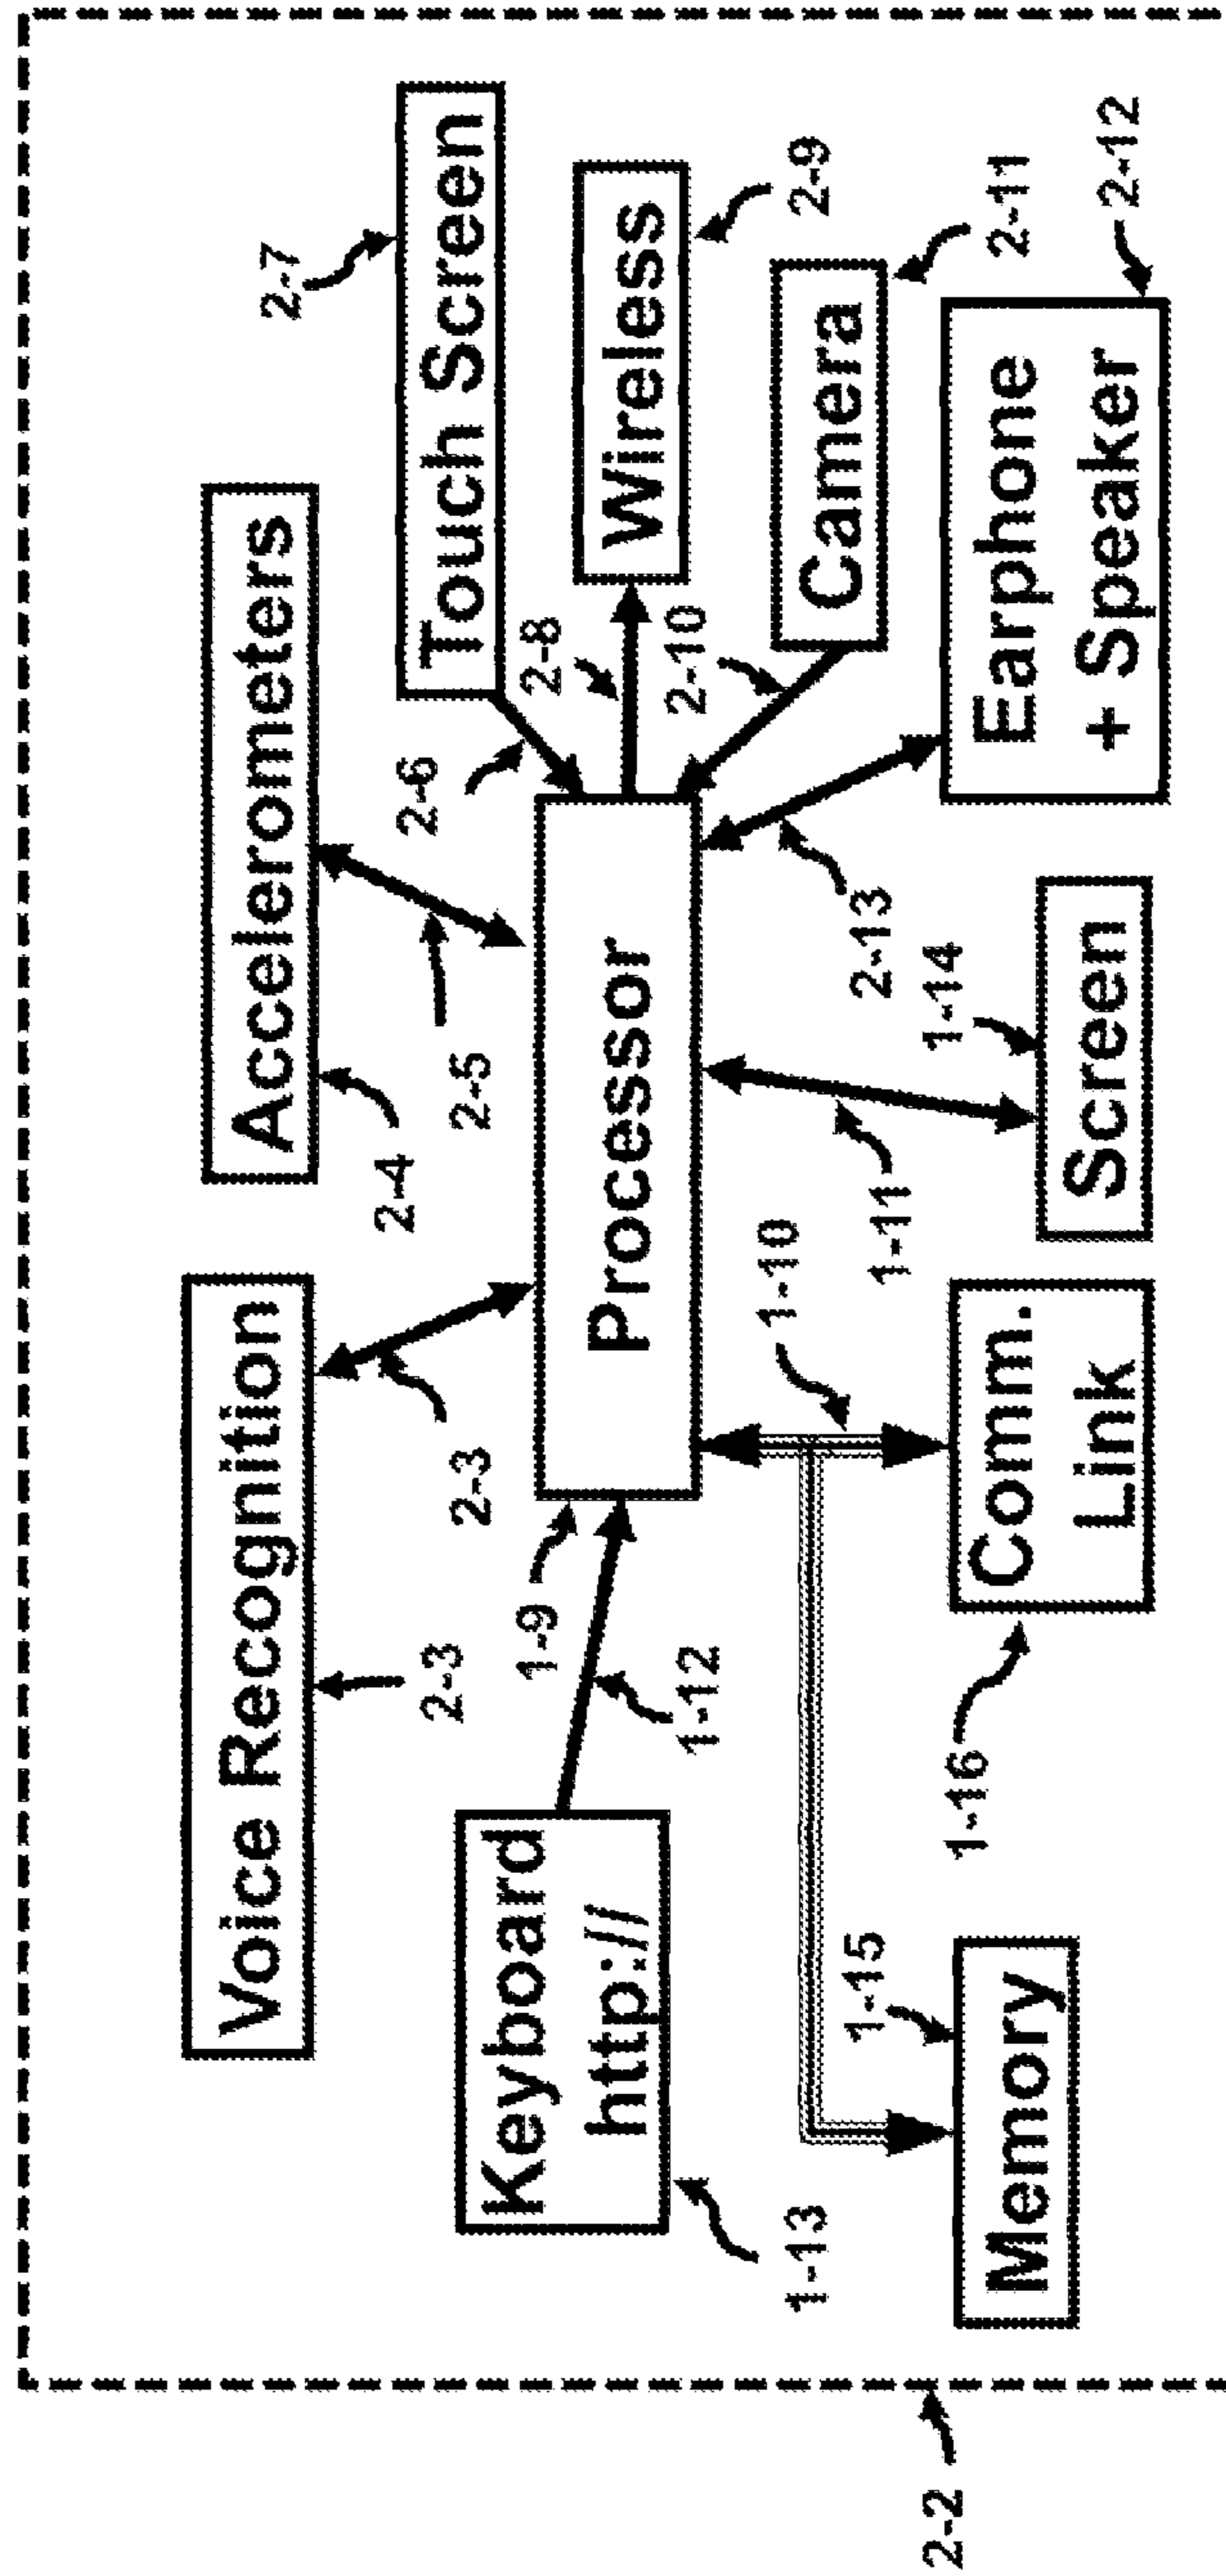 Voice Recognition
Accelerometers
2-7
2-3
2-3
2-4
2-5
2-6
Touch Screen
Keyboard
http://
1-9
Processor
2-8
Wireless
2-9
1-12
1-10
2-10
1-13
1-15
1-11
2-13
Camera
2-11
2-2
1-16
1-14
Memory
Comm.
Link
Screen
Earphone
+ Speaker
2-12